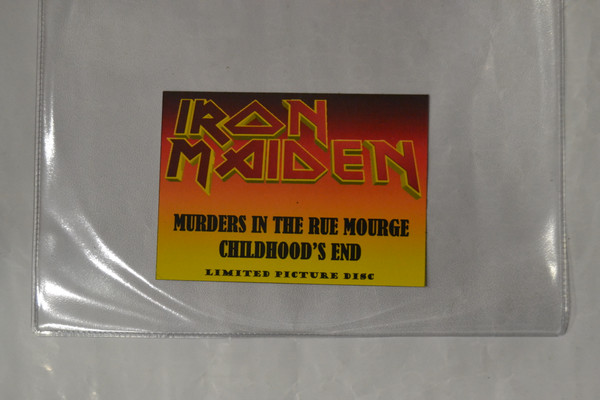 IRON
MAIDEN
MURDERS IN THE RUE MOURGE
CHILDHOOD'S END
LIMITED PICTURE DISC